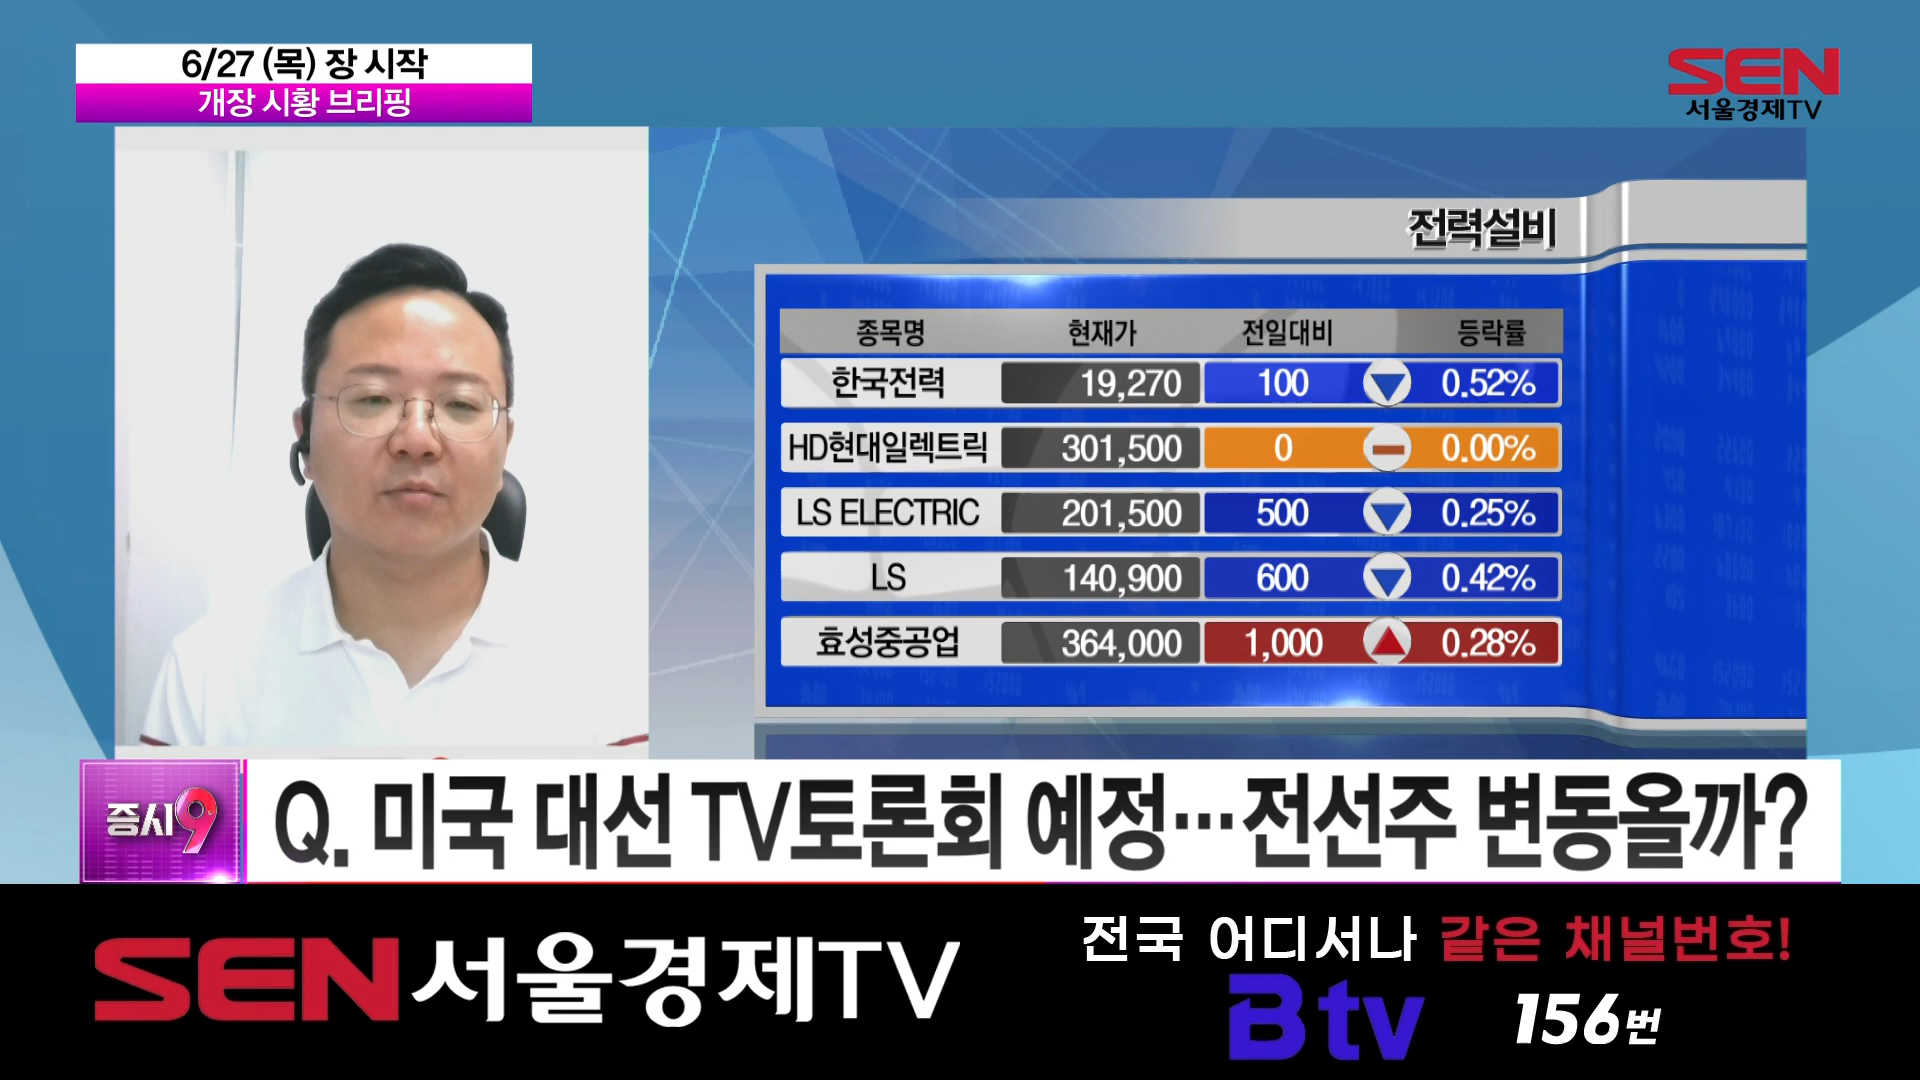 6/27 (목) 장 시작
개장 시황 브리핑
SEN
서울경제TV
전력설비
종목명 현재가 전일대비 등락률
한국전력 19,270 100 ▼ 0.52%
HD현대일렉트릭 301,500 0 - 0.00%
LS ELECTRIC 201,500 500 ▼ 0.25%
LS 140,900 600 ▼ 0.42%
효성중공업 364,000 1,000 ▲ 0.28%
증시9
Q. 미국 대선 TV토론회 예정…전선주 변동올까?
SEN서울경제TV
전국 어디서나 같은 채널번호!
B tv 156번